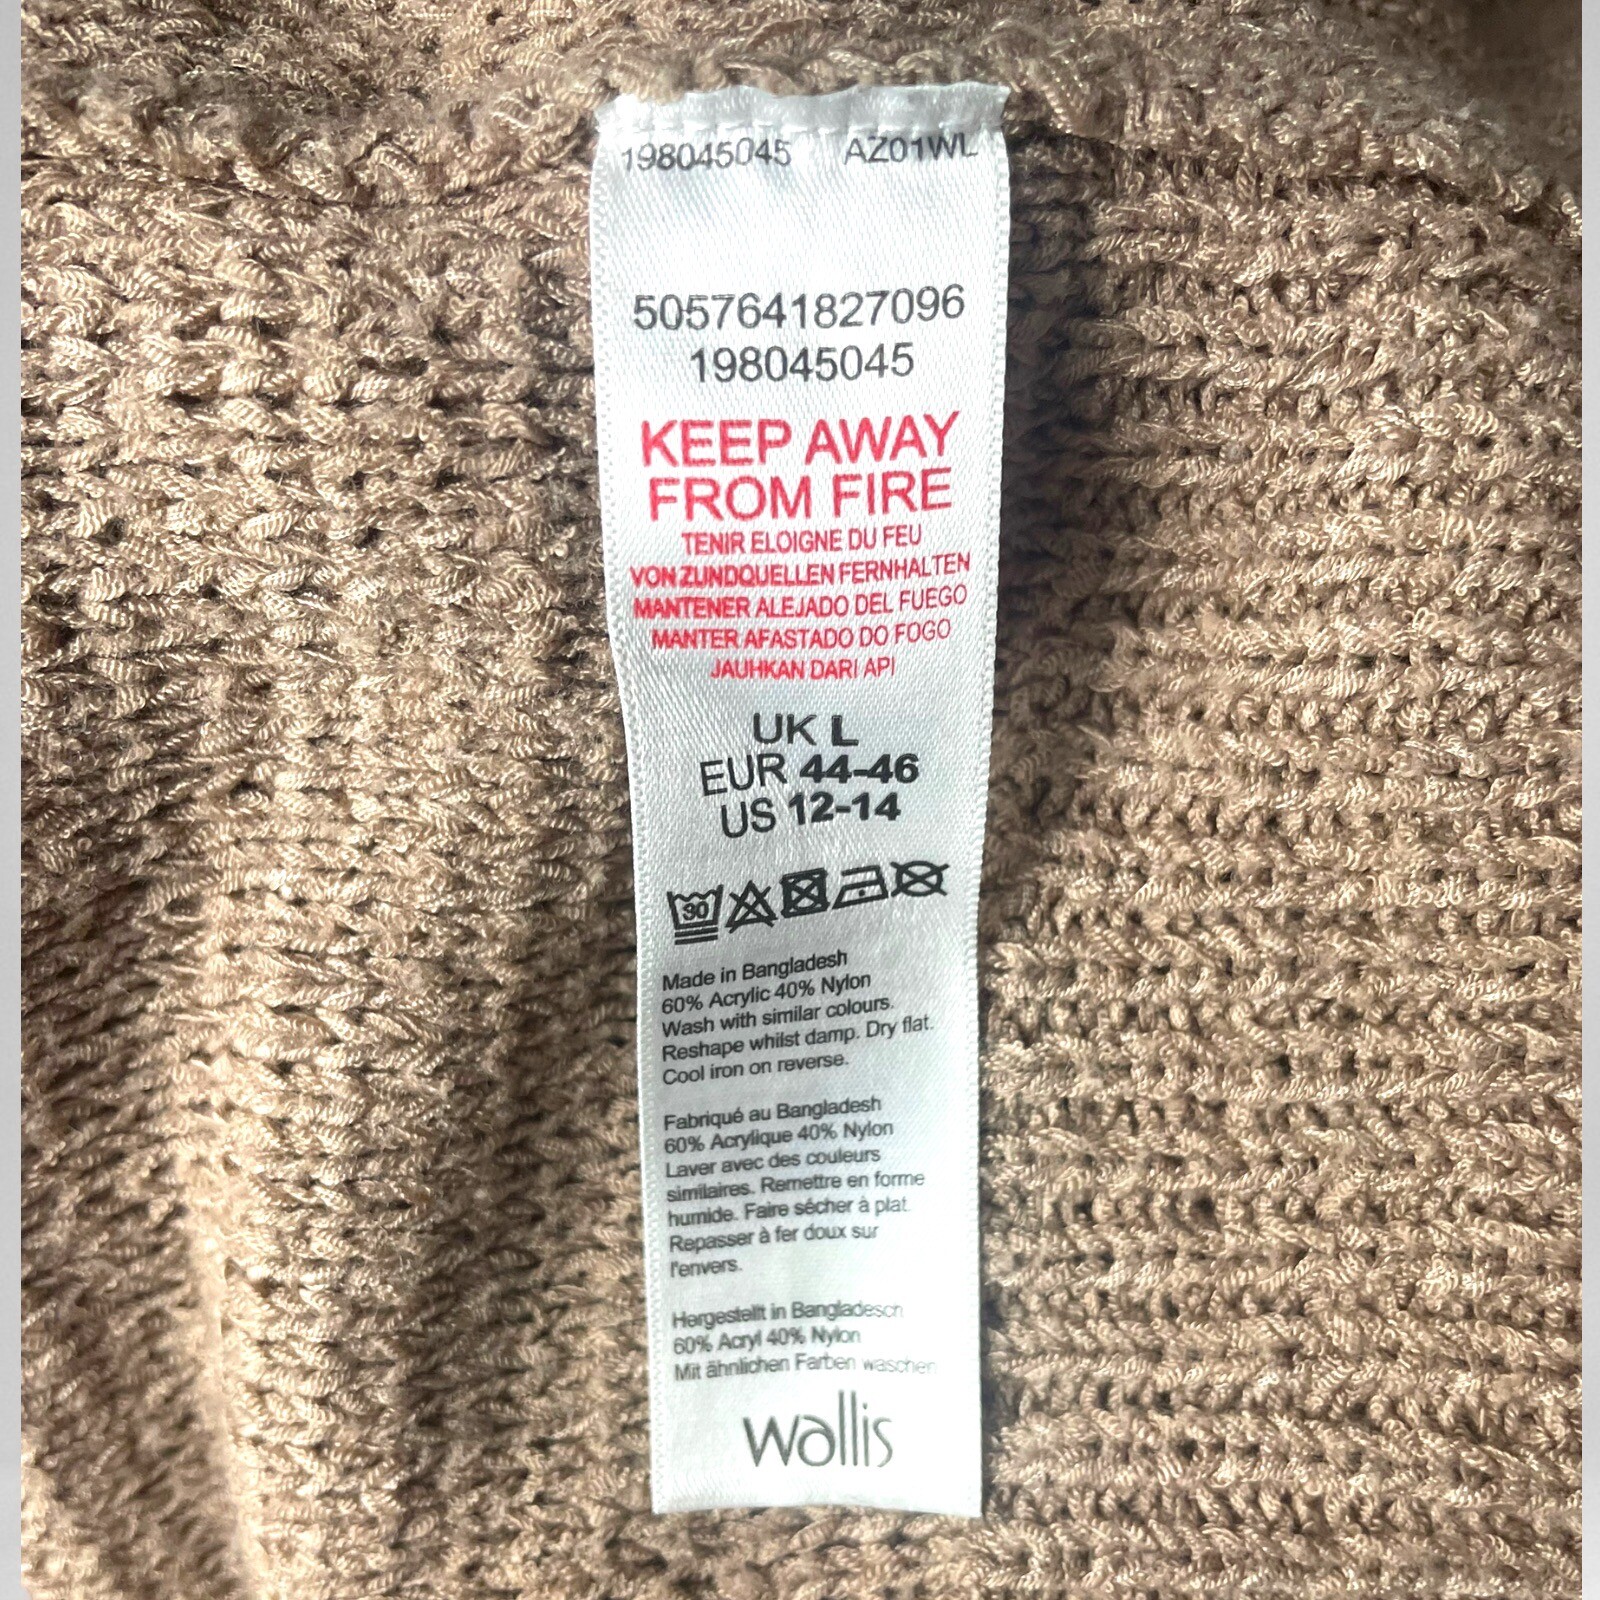 198045045 AZ01WL
5057641827096
198045045
KEEP AWAY
FROM FIRE
TENIR ELOIGNE DU FEU
VON ZUNDQUELLEN FERNHALTEN
MANTENER ALEJADO DEL FUEGO
MANTER AFASTADO DO FOGO
JAUHKAN DARI API
UK L
EUR 44-46
US 12-14
30
Made in Bangladesh
60% Acrylic 40% Nylon
Wash with similar colours.
Reshape whilst damp. Dry flat.
Cool iron on reverse.
Fabriqué au Bangladesh
60% Acrylique 40% Nylon
Laver avec des couleurs
similaires. Remettre en forme
humide. Faire sécher à plat.
Repasser à fer doux sur
l'envers.
Hergestellt in Bangladesch
60% Acryl 40% Nylon
Mit ähnlichen Farben waschen
wallis